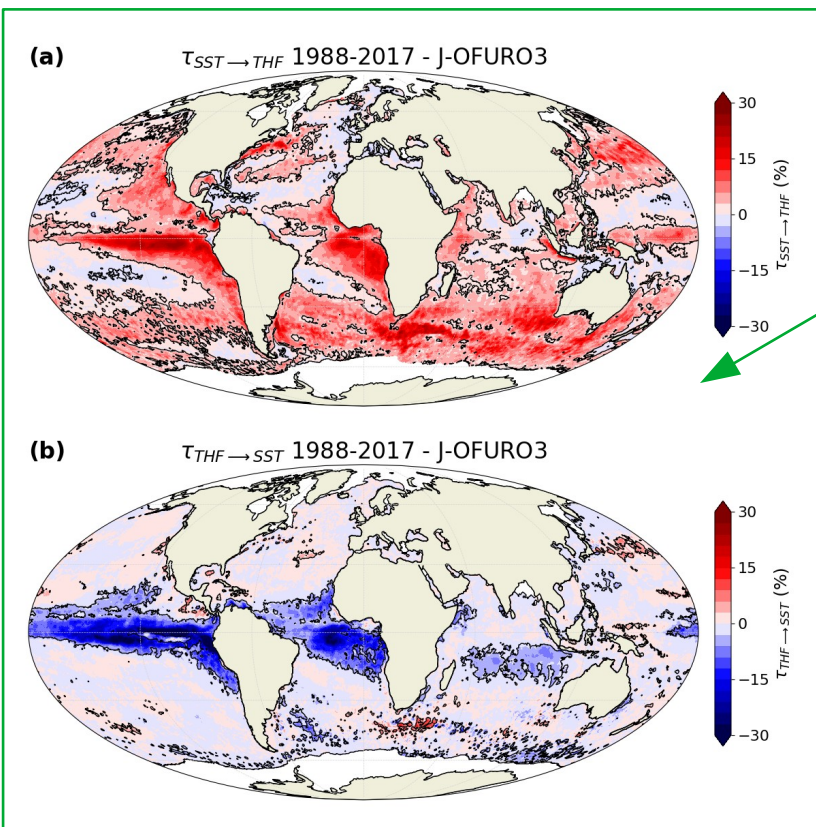 (a)
τSST → THF 1988-2017 - J-OFURO3
30
15
0
−15
−30
τSST → THF (%)
(b)
τTHF → SST 1988-2017 - J-OFURO3
30
15
0
−15
−30
τTHF → SST (%)